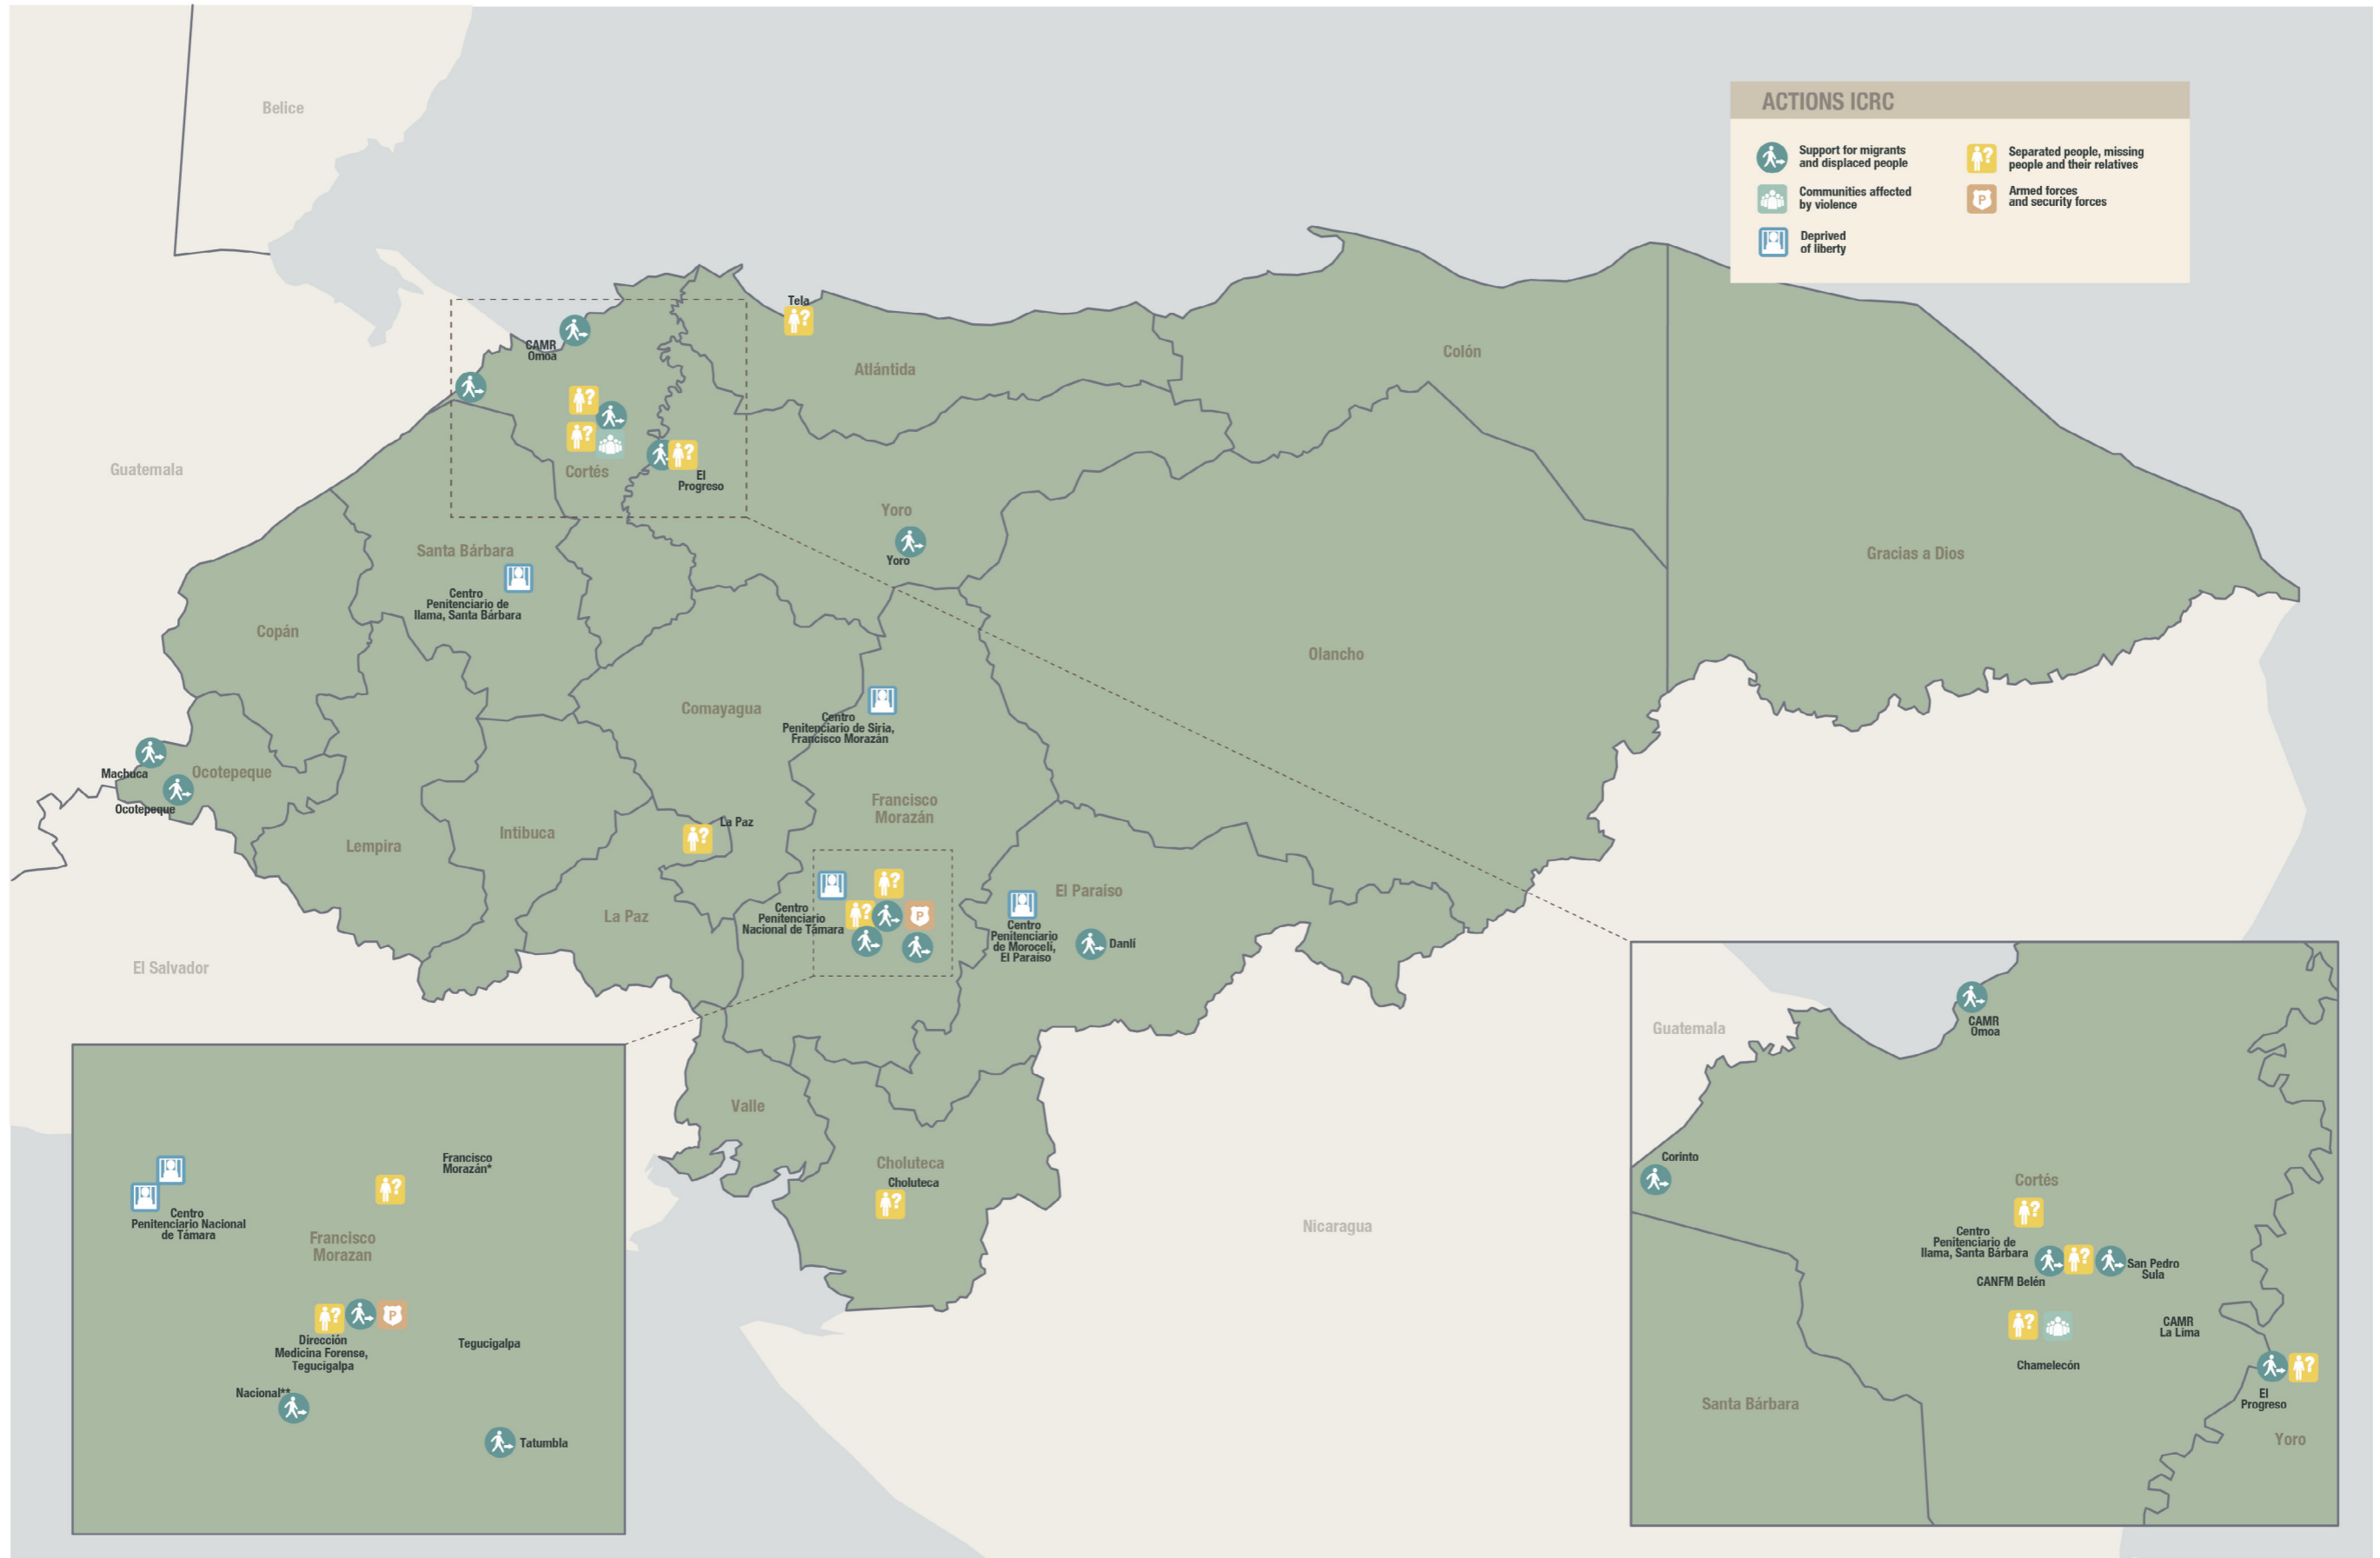 Belice
ACTIONS ICRC
Support for migrants
and displaced people
Separated people, missing
people and their relatives
Communities affected
by violence
Armed forces
and security forces
Deprived
of liberty
Tela
CAMR
Omoa
Atlántida
Colón
Guatemala
Cortés
El
Progreso
Yoro
Yoro
Santa Bárbara
Centro
Penitenciario de
Ilama, Santa Bárbara
Gracias a Dios
Copán
Olancho
Comayagua
Centro
Penitenciario de Siria,
Francisco Morazán
Machuca
Ocotepeque
Ocotepeque
Francisco
Morazán
Lempira
Intibuca
La Paz
La Paz
El Paraíso
Centro
Penitenciario
Nacional de Támara
P
Centro
Penitenciario
de Morocelí,
El Paraíso
Danlí
El Salvador
Valle
Choluteca
Choluteca
Nicaragua
Francisco
Morazán*
Centro
Penitenciario Nacional
de Támara
Francisco
Morazan
P
Dirección
Medicina Forense,
Tegucigalpa
Tegucigalpa
Nacional**
Tatumbla
Guatemala
CAMR
Omoa
Corinto
Cortés
Centro
Penitenciario de
Ilama, Santa Bárbara
CANFM Belén
San Pedro
Sula
CAMR
La Lima
Chamelecón
El
Progreso
Santa Bárbara
Yoro